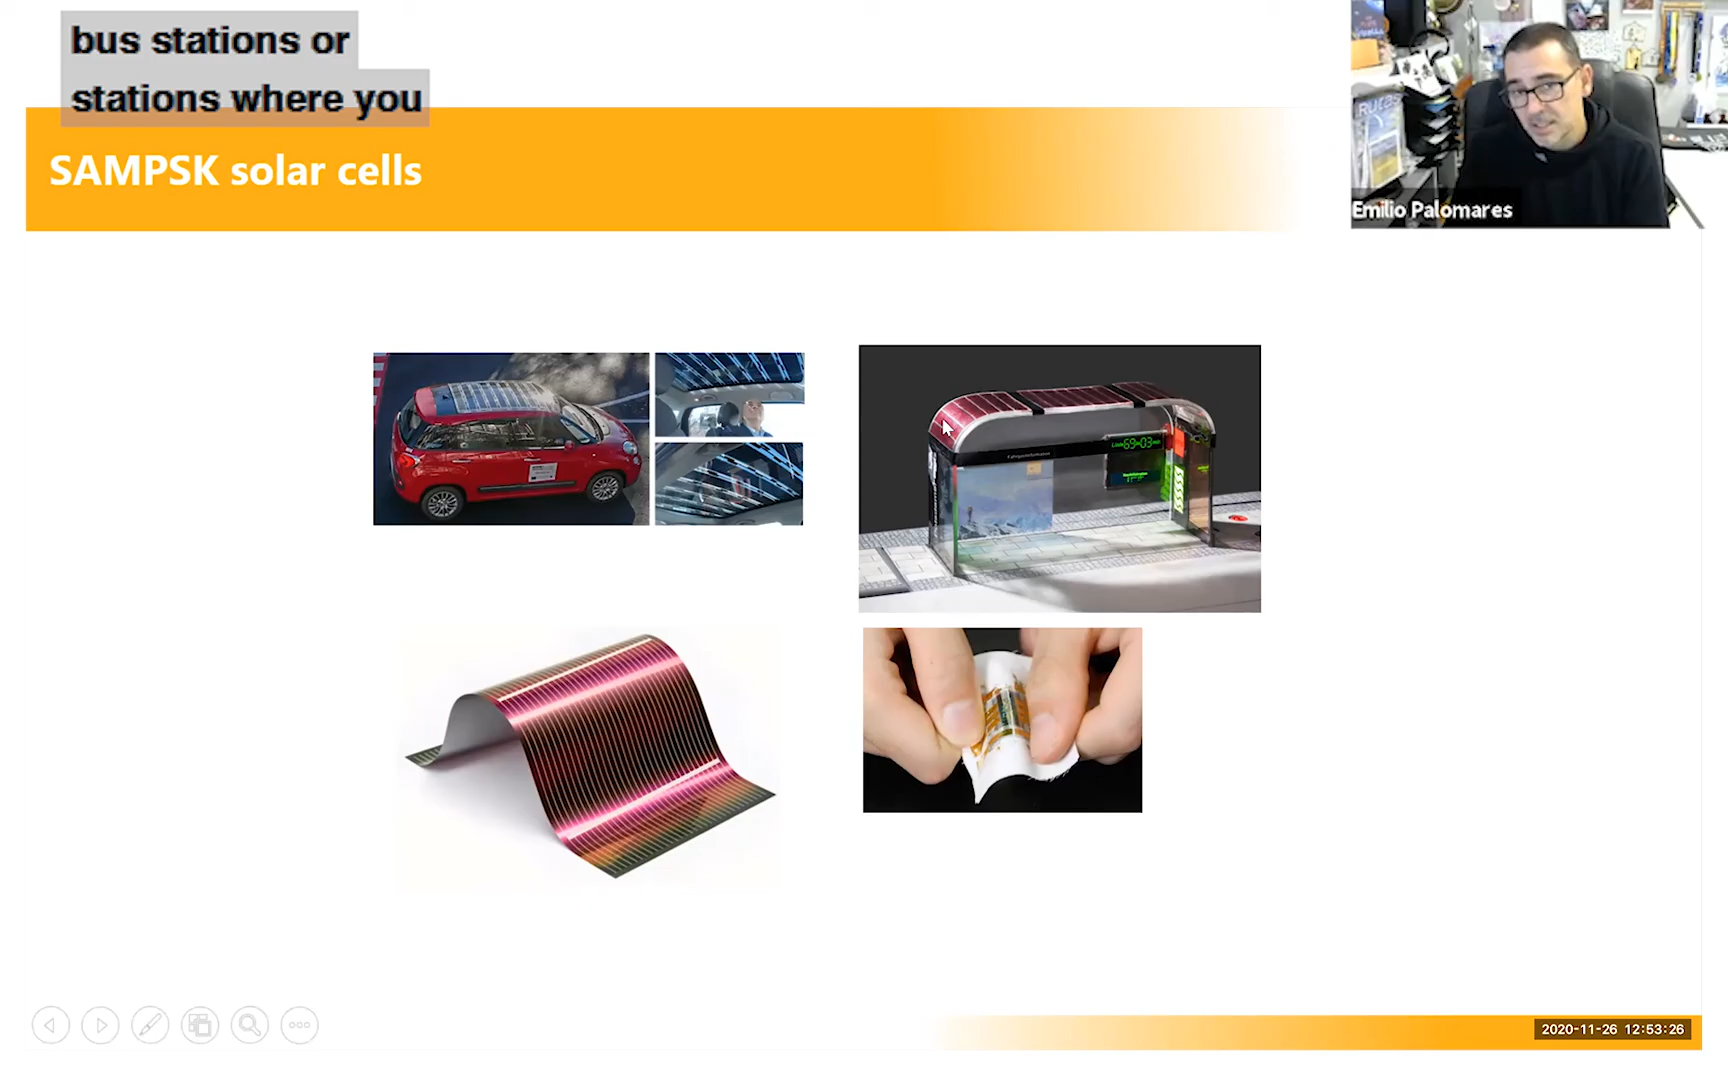 bus stations or
stations where you
SAMPSK solar cells
Emilio Palomares
2020-11-26 12:53:26